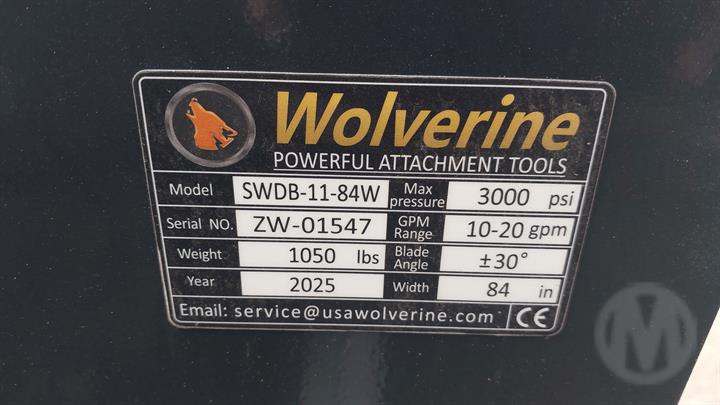 Wolverine
POWERFUL ATTACHMENT TOOLS
Model SWDB-11-84W Max pressure 3000 psi
Serial NO. ZW-01547 GPM Range 10-20 gpm
Weight 1050 lbs Blade Angle ±30°
Year 2025 Width 84 in
Email: service@usawolverine.com CE
M